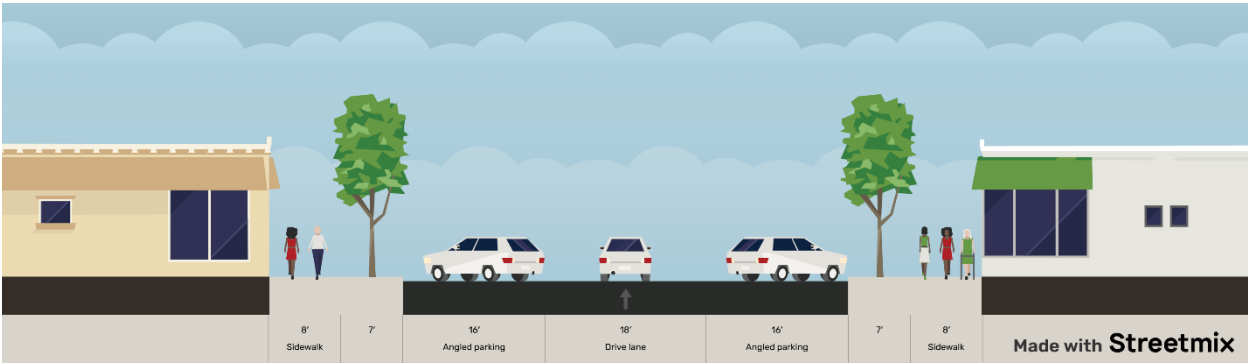 8' 7' 16' 18' 16' 7' 8'
Sidewalk Angled parking Drive lane Angled parking Sidewalk
Made with Streetmix